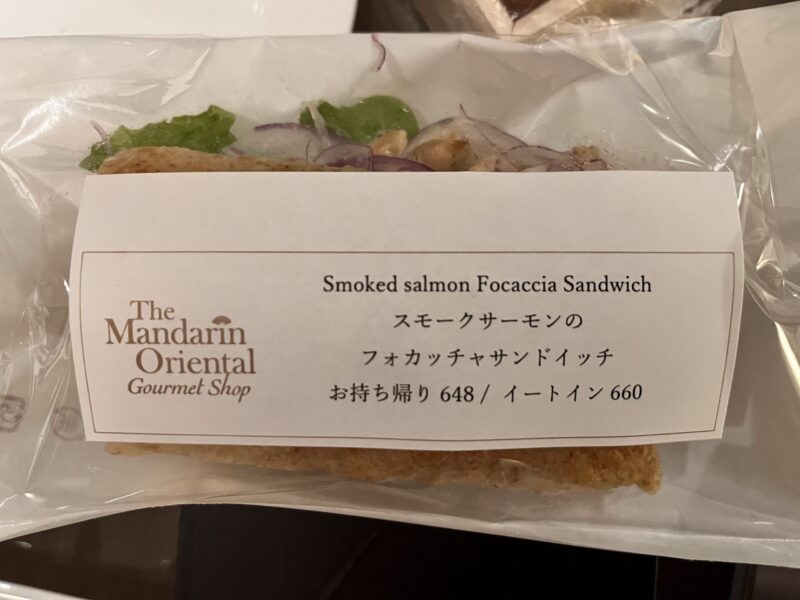 The
Mandarin
Oriental
Gourmet Shop
Smoked salmon Focaccia Sandwich
スモークサーモンの
フォカッチャサンドイッチ
お持ち帰り 648 / イートイン 660